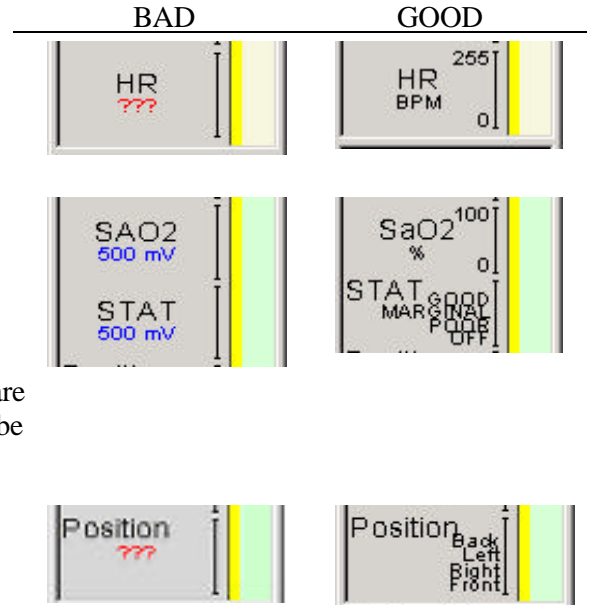 BAD GOOD
HR
???
HR 255
BPM
0
SAO2
500 mV
STAT
500 mV
SaO2 100
%
0
STAT GOOD
MARGINAL
POOR
OFF
are
be
Position
???
Position
Back
Left
Right
Front